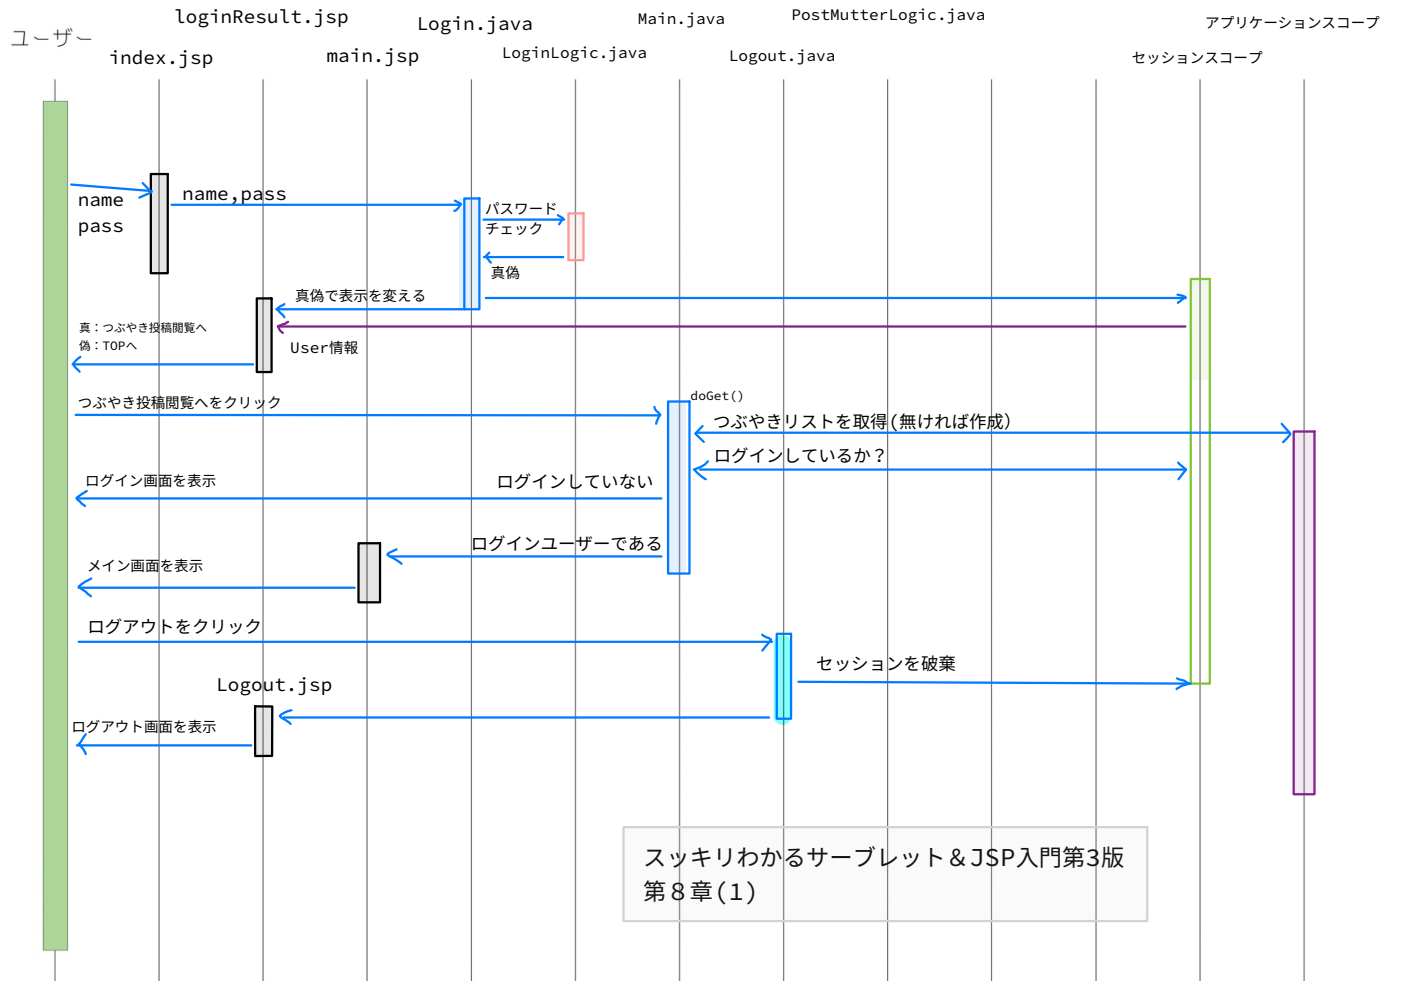 loginResult.jsp
Login.java
Main.java
PostMutterLogic.java
アプリケーションスコープ
ユーザー
index.jsp
main.jsp
LoginLogic.java
Logout.java
セッションスコープ
name
pass
name,pass
パスワード
チェック
真偽
真偽で表示を変える
真：つぶやき投稿閲覧へ
偽：TOPへ
User情報
doGet()
つぶやき投稿閲覧へをクリック
つぶやきリストを取得(無ければ作成)
ログインしているか？
ログイン画面を表示
ログインしていない
ログインユーザーである
メイン画面を表示
ログアウトをクリック
セッションを破棄
Logout.jsp
ログアウト画面を表示
スッキリわかるサーブレット＆JSP入門第3版
第８章(1)